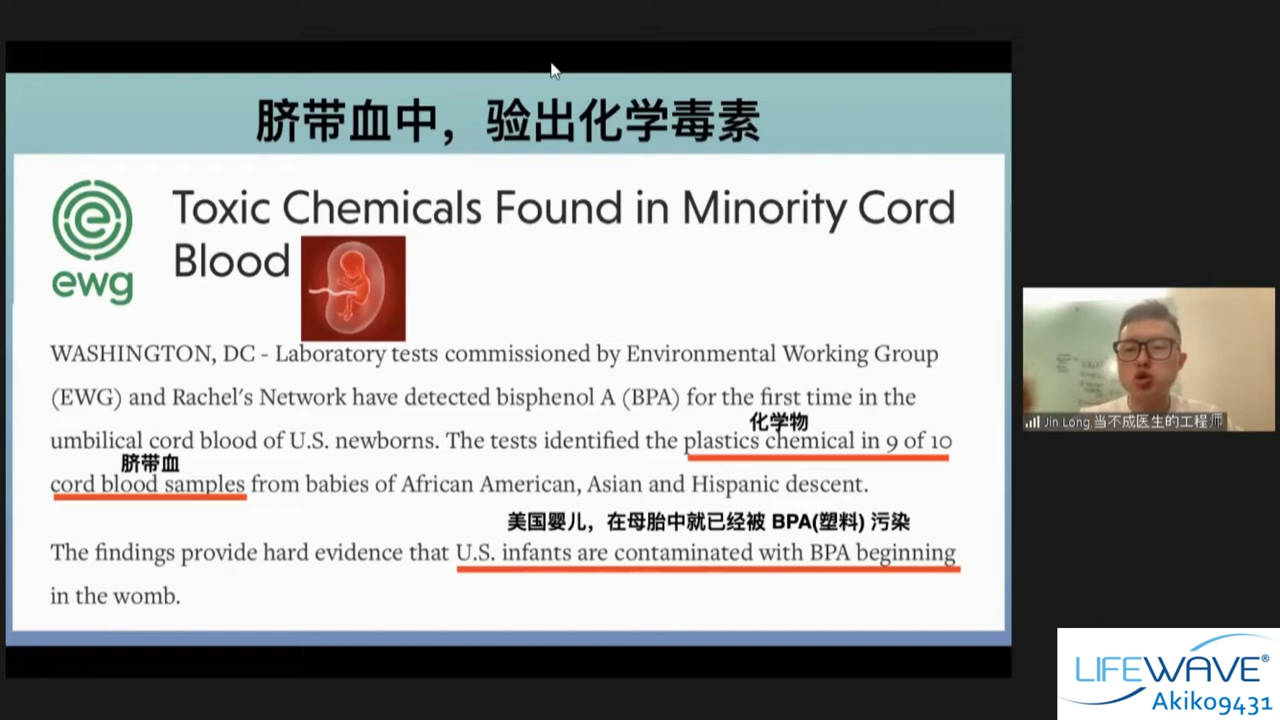 脐带血中，验出化学毒素
ewg
Toxic Chemicals Found in Minority Cord
Blood
WASHINGTON, DC - Laboratory tests commissioned by Environmental Working Group
(EWG) and Rachel's Network have detected bisphenol A (BPA) for the first time in the
化学物
umbilical cord blood of U.S. newborns. The tests identified the plastics chemical in 9 of 10
脐带血
cord blood samples from babies of African American, Asian and Hispanic descent.
美国婴儿，在母胎中就已经被 BPA(塑料) 污染
The findings provide hard evidence that U.S. infants are contaminated with BPA beginning
in the womb.
Jin Long 当不成医生的工程师
LIFEWAVE®
Akiko9431